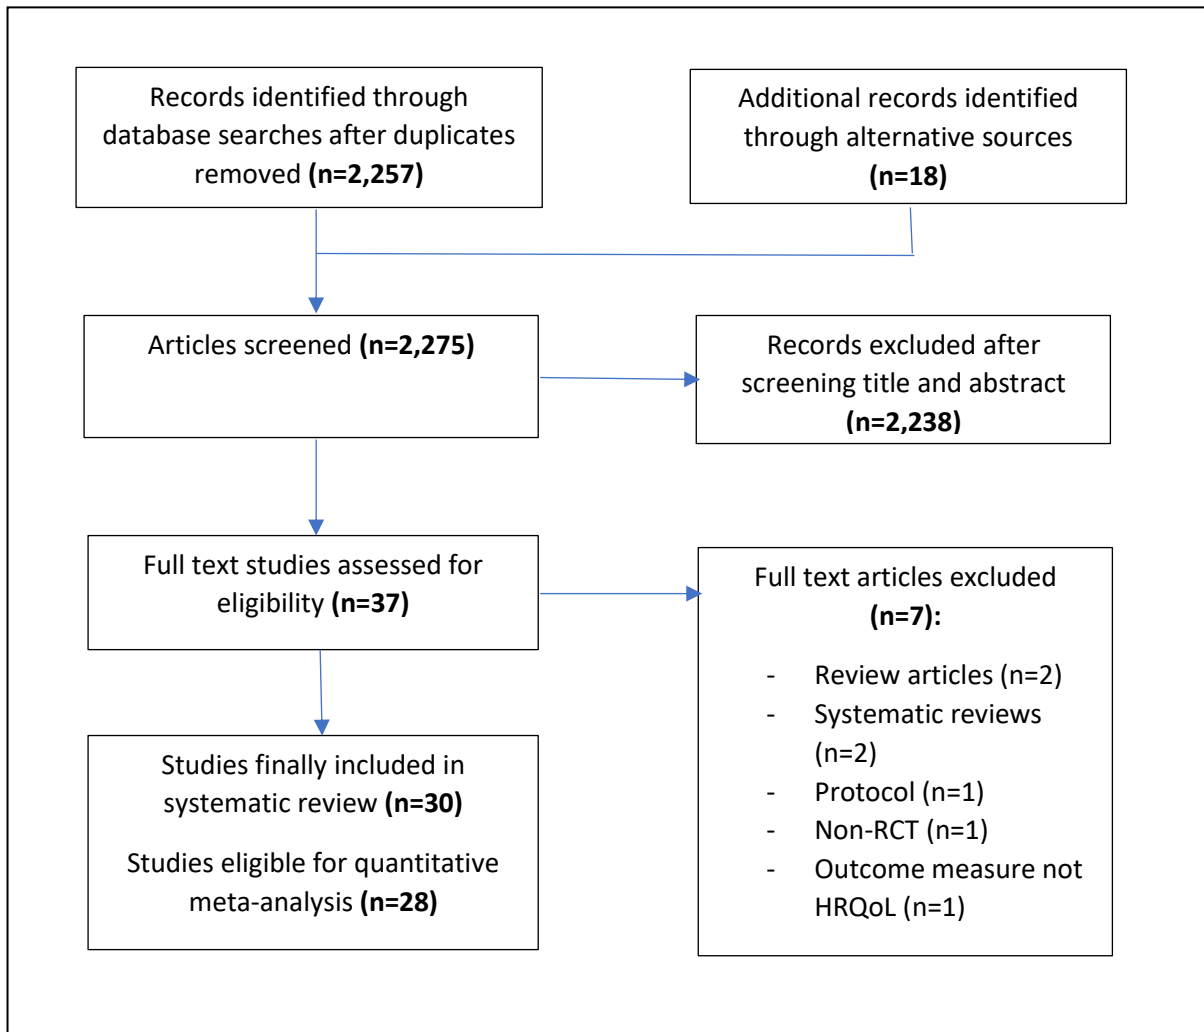 Records identified through
database searches after duplicates
removed (n=2,257)
Additional records identified
through alternative sources
(n=18)
Articles screened (n=2,275)
Records excluded after
screening title and abstract
(n=2,238)
Full text studies assessed for
eligibility (n=37)
Full text articles excluded
(n=7):
- Review articles (n=2)
- Systematic reviews
(n=2)
- Protocol (n=1)
- Non-RCT (n=1)
- Outcome measure not
HRQoL (n=1)
Studies finally included in
systematic review (n=30)
Studies eligible for quantitative
meta-analysis (n=28)